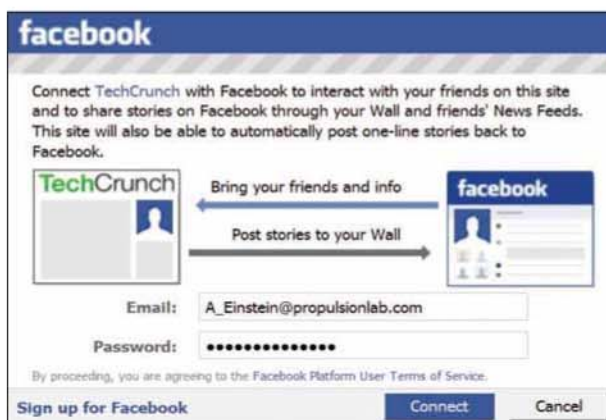 facebook
Connect TechCrunch with Facebook to interact with your friends on this site
and to share stories on Facebook through your Wall and friends' News Feeds.
This site will also be able to automatically post one-line stories back to
Facebook.
TechCrunch
Bring your friends and info
facebook
Post stories to your Wall
Email: A_Einstein@propulsionlab.com
Password: ••••••••••••••
By proceeding, you are agreeing to the Facebook Platform User Terms of Service.
Sign up for Facebook Connect Cancel